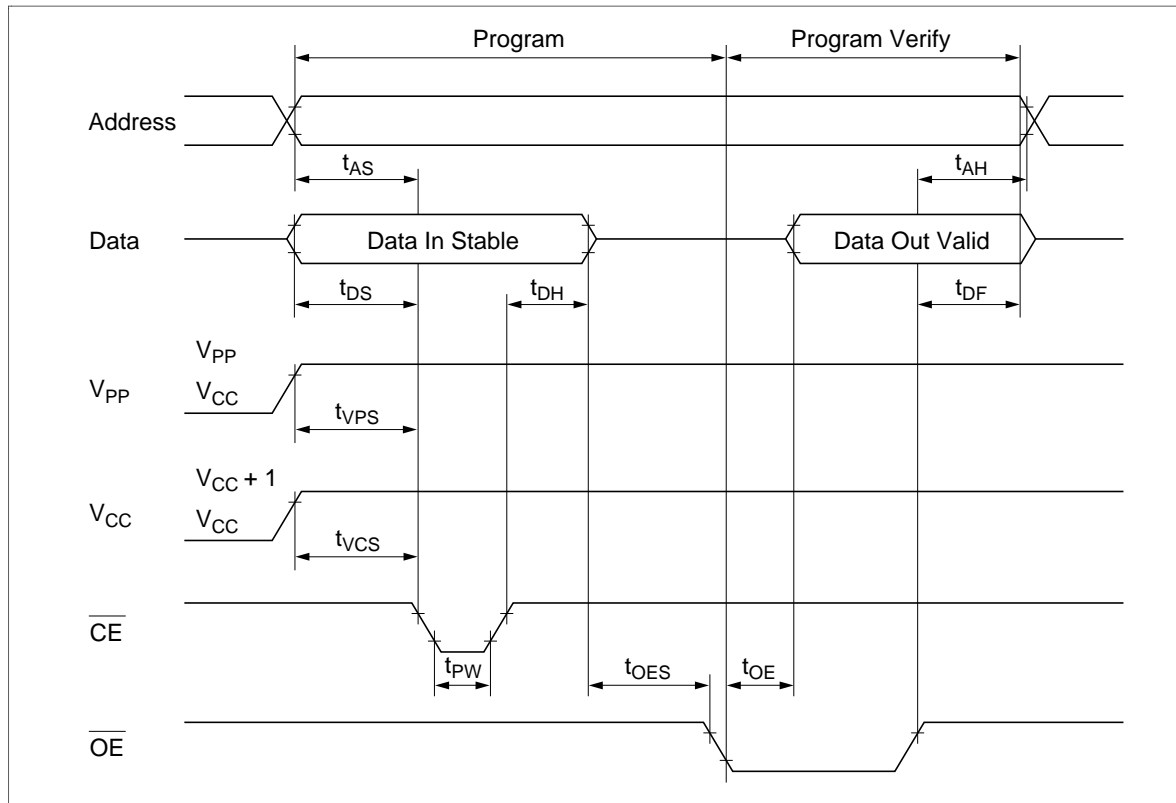 Program Program Verify
Address
tAS tAH
Data Data In Stable Data Out Valid
tDS tDH tDF
VPP
VPP VCC
tVPS
VCC + 1
VCC VCC
tVCS
CE
tPW tOES tOE
OE